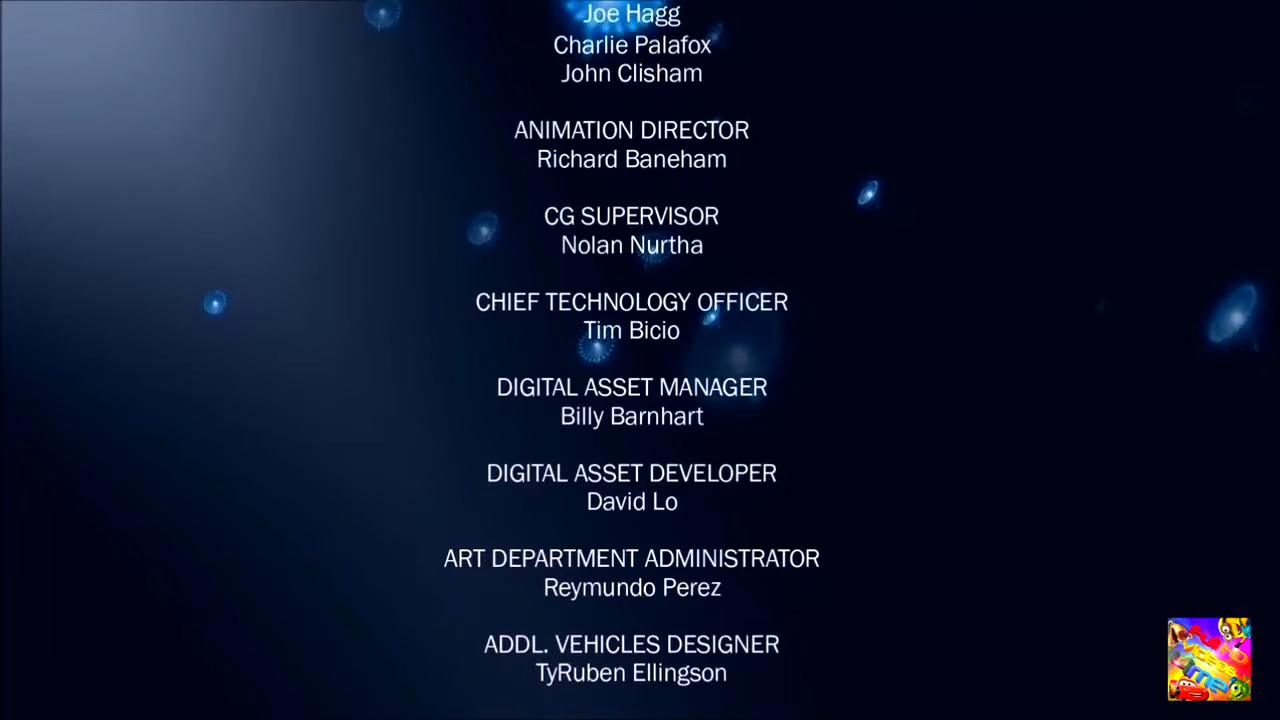 Joe Hagg
Charlie Palafox
John Clisham
ANIMATION DIRECTOR
Richard Baneham
CG SUPERVISOR
Nolan Nurtha
CHIEF TECHNOLOGY OFFICER
Tim Bicio
DIGITAL ASSET MANAGER
Billy Barnhart
DIGITAL ASSET DEVELOPER
David Lo
ART DEPARTMENT ADMINISTRATOR
Reymundo Perez
ADDL. VEHICLES DESIGNER
TyRuben Ellingson